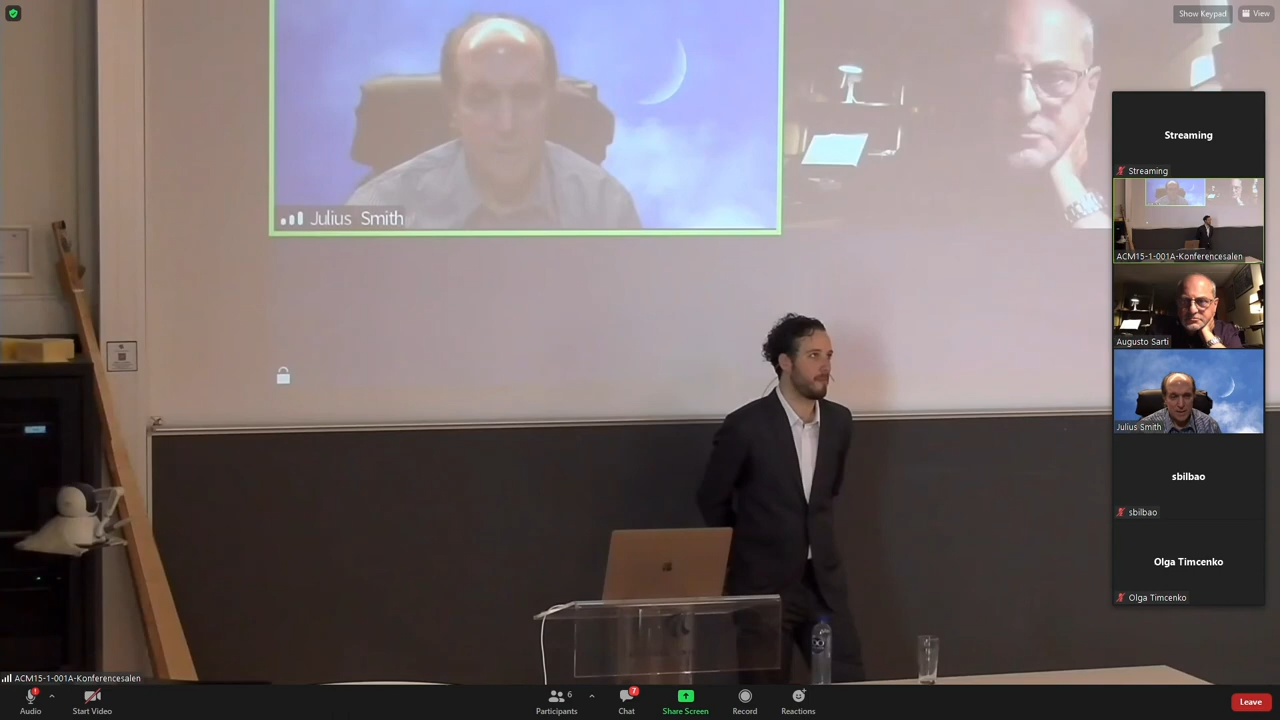 Show Keypad
View
Streaming
Streaming
ACM15-1-001A-Konferencesalen
Augusto Sarti
Julius Smith
Julius Smith
sbilbao
sbilbao
Olga Timcenko
Olga Timcenko
ACM15-1-001A-Konferencesalen
Audio
Start Video
Participants
6
Chat
7
Share Screen
Record
Reactions
Leave